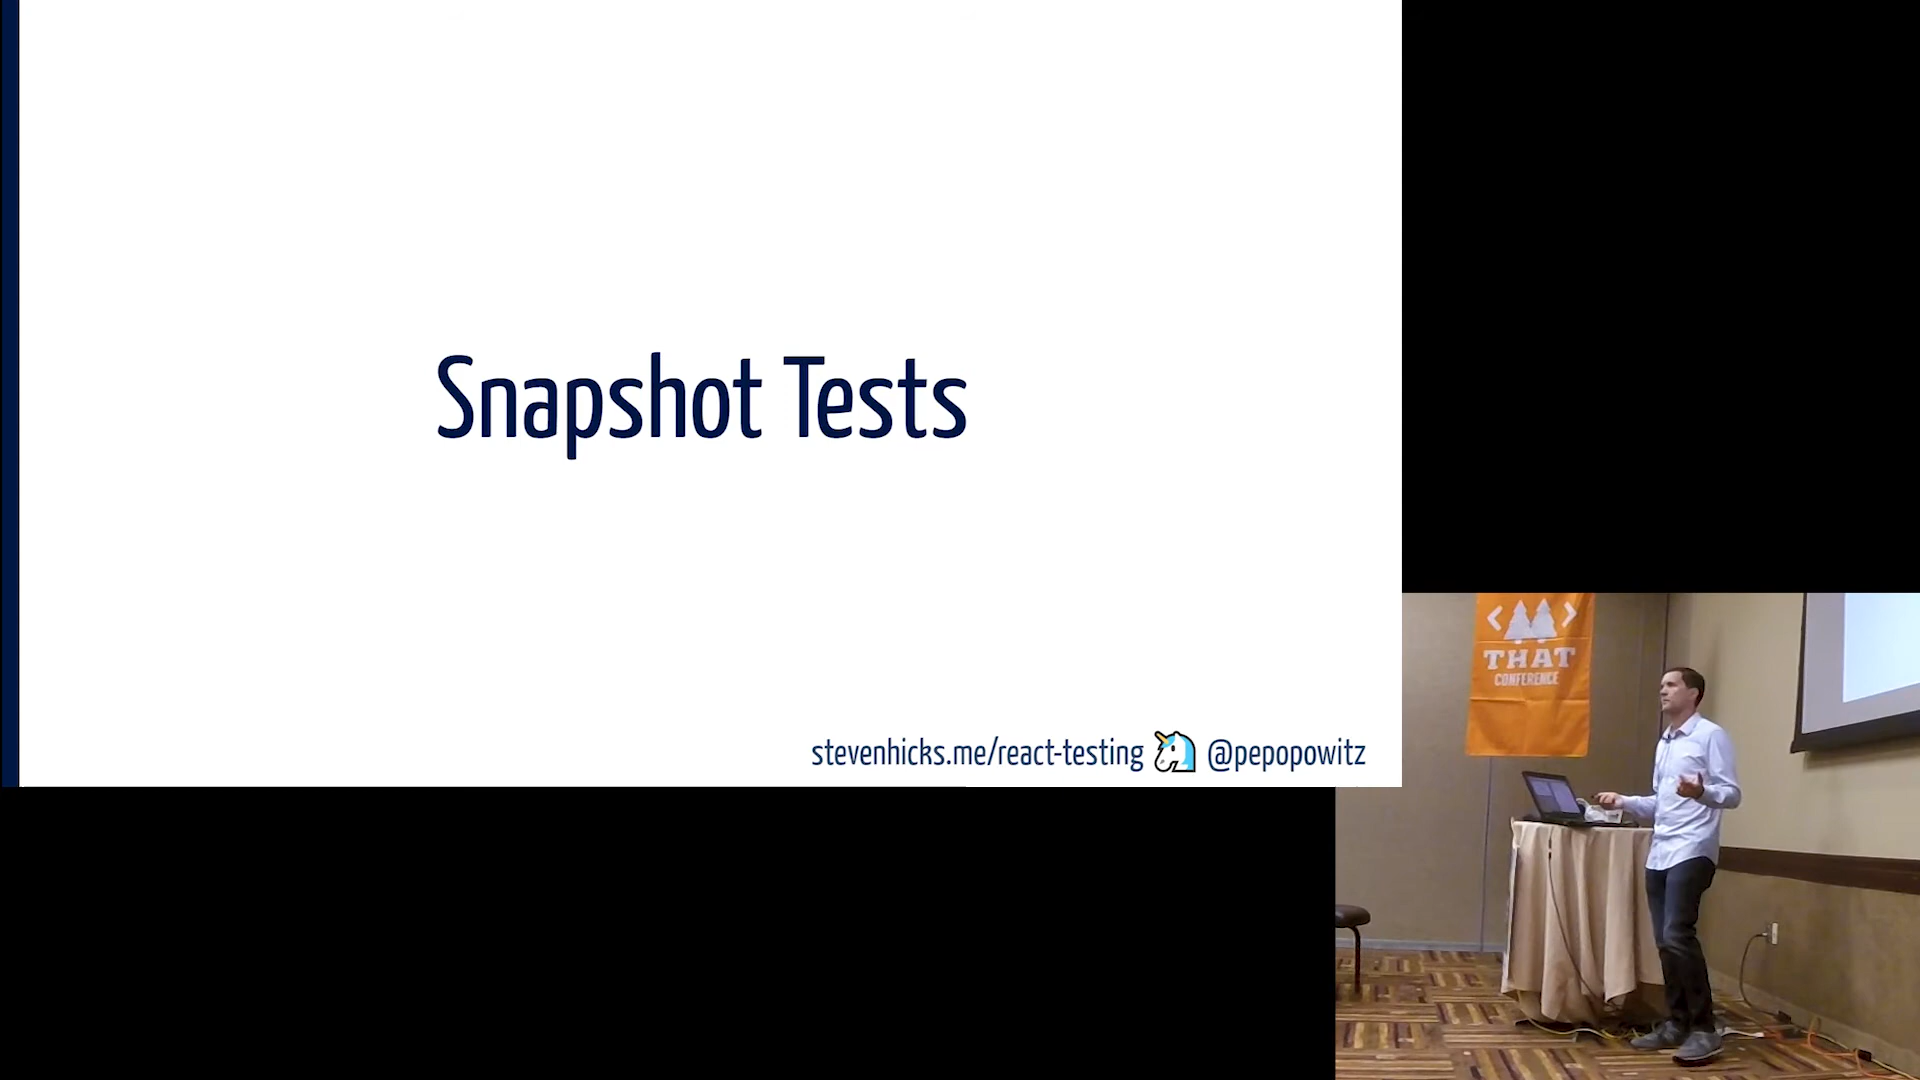 Snapshot Tests
stevenhicks.me/react-testing @pepopowitz
< >
THAT
CONFERENCE